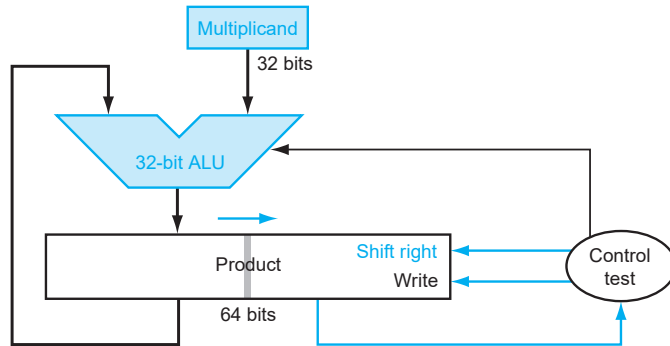 Multiplicand
32 bits
32-bit ALU
Product
Shift right
Write
64 bits
Control
test